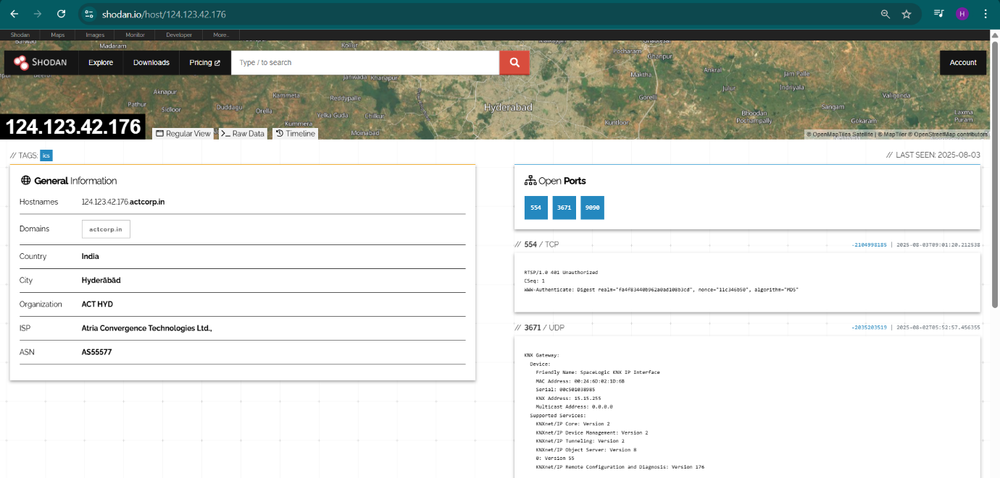 shodan.io/host/124.123.42.176
H
Shodan Maps Images Monitor Developer More...
Madaram
Kollur
SHODAN Explore Downloads Pricing Type / to search Account
Pocharam Ghanpur
Ankral Jam Palle
Janwada Khanapur
Maktha
Indriyala
Aknapur
Kammeta Reddypalle
Julur
Valigonda
Gorell
Pathur Sidloor Duddagu Orella Yelka Guda Chilkur
Hyderabad
Bhoodan Pochampally
Sangam
Laxma Puram
Gokaram
Kuntloor
Kummera
Moinabad
124.123.42.176
Regular View >_ Raw Data Timeline
© OpenMapTiles Satellite | © MapTiler © OpenStreetMap contributors
// TAGS: ics
// LAST SEEN: 2025-08-03
General Information
Hostnames 124.123.42.176.actcorp.in
Domains actcorp.in
Country India
City Hyderābād
Organization ACT HYD
ISP Atria Convergence Technologies Ltd.,
ASN AS55577
Open Ports
554 3671 9090
// 554 / TCP
-2104998185 | 2025-08-03T09:01:20.212538
RTSP/1.0 401 Unauthorized
CSeq: 1
WWW-Authenticate: Digest realm="fa4f83440b962a0ad108b3cd", nonce="11c346b50", algorithm="MD5"
// 3671 / UDP
-2035203519 | 2025-08-02T05:52:57.456355
KNX Gateway:
Device:
Friendly Name: SpaceLogic KNX IP Interface
MAC Address: 00:24:6D:02:1D:6B
Serial: 00c501038985
KNX Address: 15.15.255
Multicast Address: 0.0.0.0
Supported Services:
KNXnet/IP Core: Version 2
KNXnet/IP Device Management: Version 2
KNXnet/IP Tunneling: Version 2
KNXnet/IP Object Server: Version 8
0: Version 55
KNXnet/IP Remote Configuration and Diagnosis: Version 176